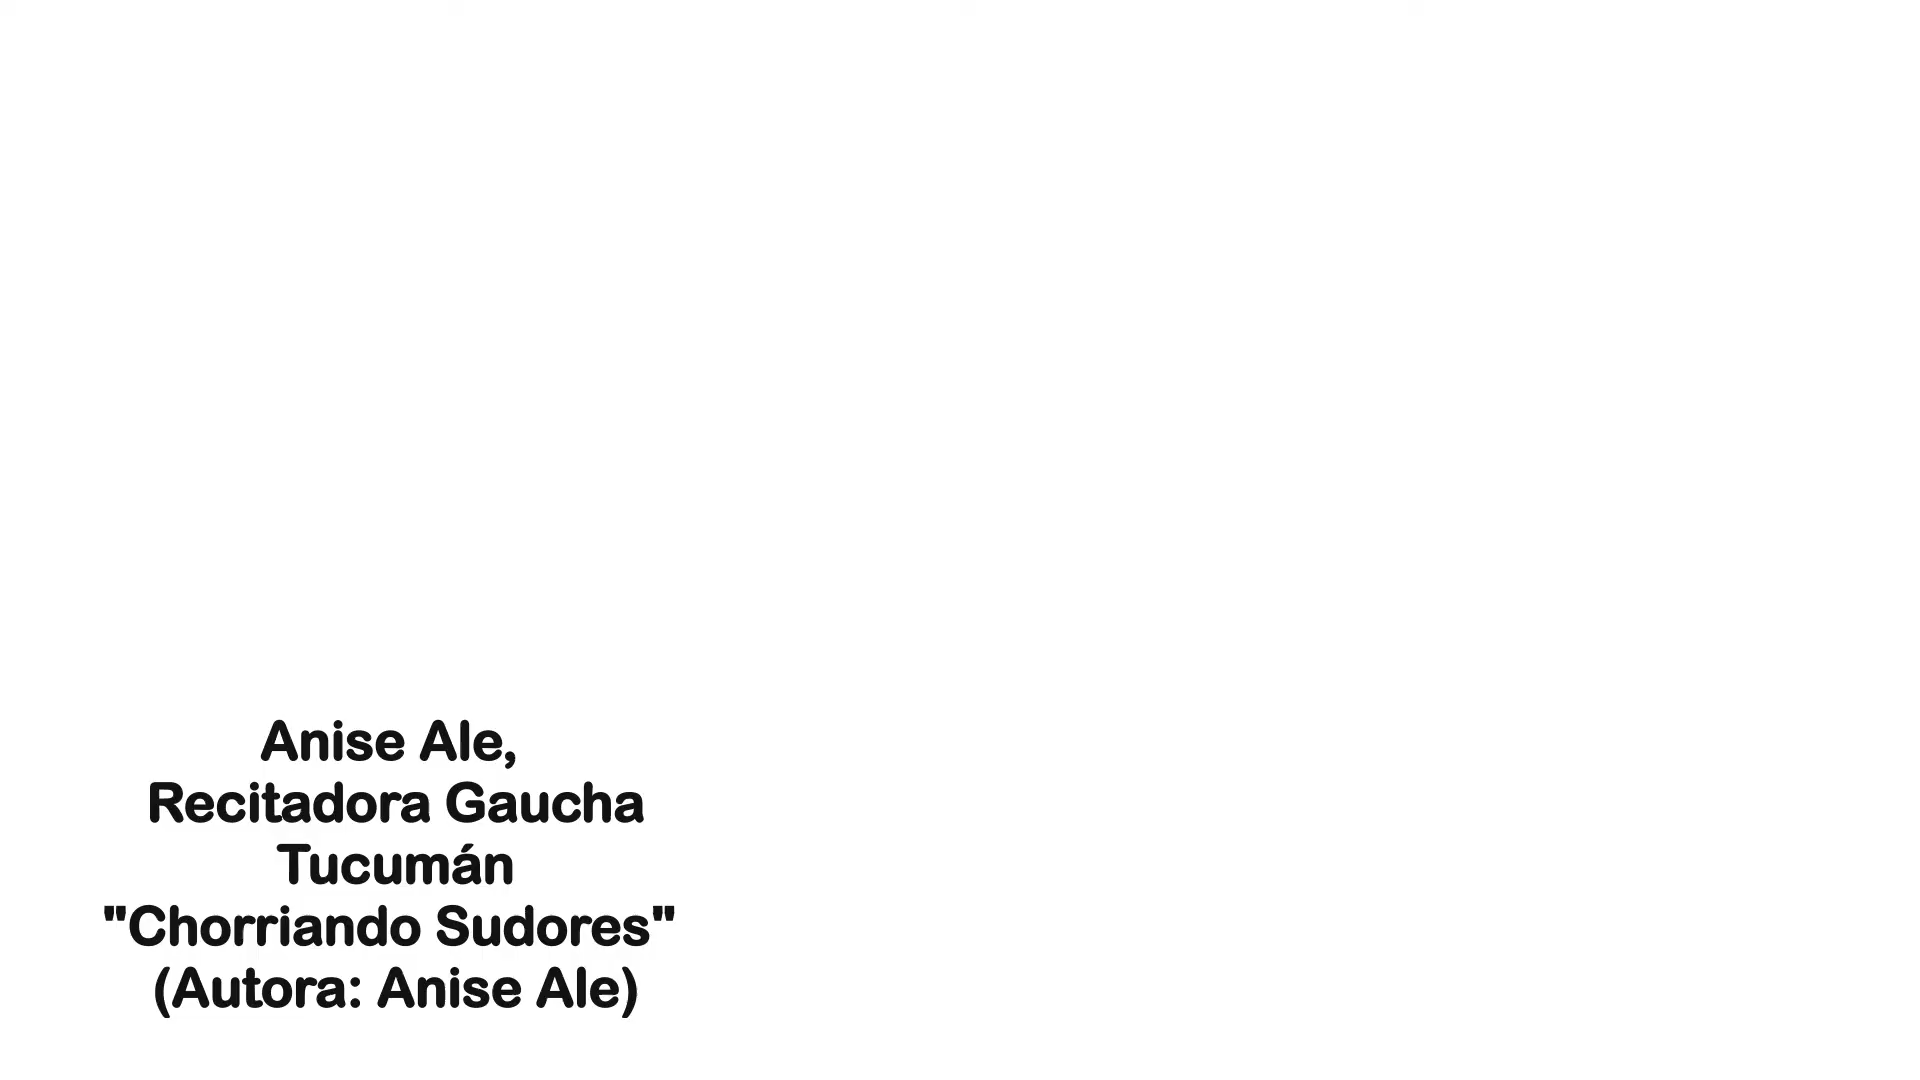 Anise Ale,
Recitadora Gaucha
Tucumán
"Chorriando Sudores"
(Autora: Anise Ale)